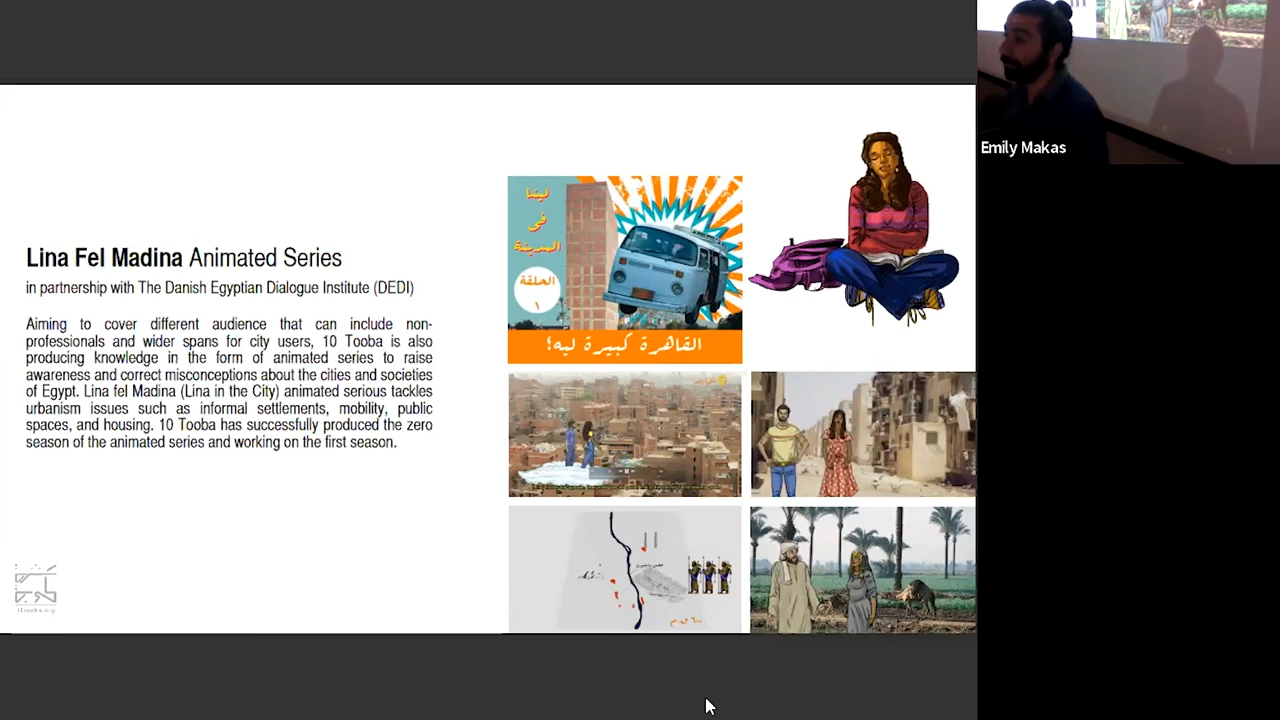 Lina Fel Madina Animated Series
in partnership with The Danish Egyptian Dialogue Institute (DEDI)
Aiming to cover different audience that can include non-
professionals and wider spans for city users, 10 Tooba is also
producing knowledge in the form of animated series to raise
awareness and correct misconceptions about the cities and societies
of Egypt. Lina fel Madina (Lina in the City) animated serious tackles
urbanism issues such as informal settlements, mobility, public
spaces, and housing. 10 Tooba has successfully produced the zero
season of the animated series and working on the first season.
لينا
فى
المدينة
الحلقة
١
القاهرة كبيرة ليه؟!
٦٠٠ ق.م
Emily Makas